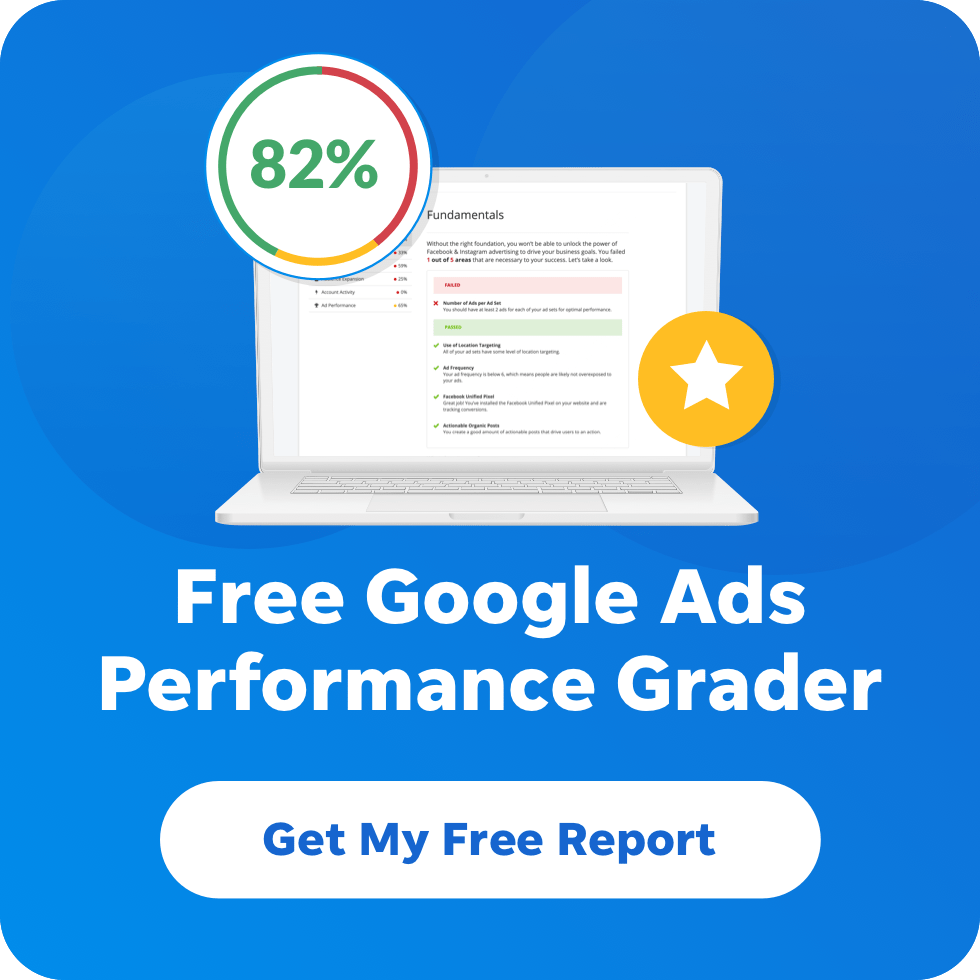 82%
Fundamentals
Without the right foundation, you won't be able to unlock the power of
Facebook & Instagram advertising to drive your business goals. You failed
1 out of 5 areas that are necessary to your success. Let's take a look.
33%
59%
Expansion 25%
Account Activity 0%
Ad Performance 65%
FAILED
Number of Ads per Ad Set
You should have at least 2 ads for each of your ad sets for optimal performance.
PASSED
Use of Location Targeting
All of your ad sets have some level of location targeting.
Ad Frequency
Your ad frequency is below 6, which means people are likely not overexposed to
your ads.
Facebook Unified Pixel
Great job! You've installed the Facebook Unified Pixel on your website and are
tracking conversions.
Actionable Organic Posts
You create a good amount of actionable posts that drive users to an action.
Free Google Ads
Performance Grader
Get My Free Report